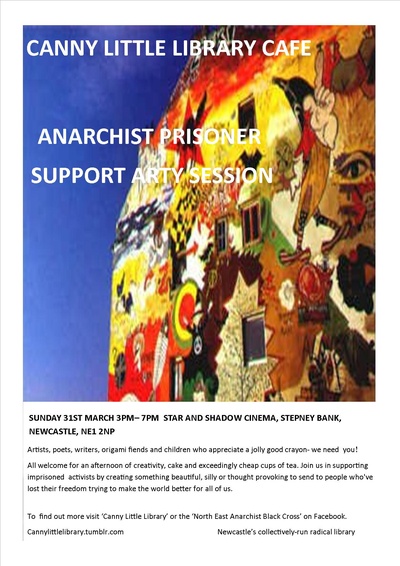 CANNY LITTLE LIBRARY CAFE
ANARCHIST PRISONER
SUPPORT ARTY SESSION
SUNDAY 31ST MARCH 3PM– 7PM STAR AND SHADOW CINEMA, STEPNEY BANK,
NEWCASTLE, NE1 2NP
Artists, poets, writers, origami fiends and children who appreciate a jolly good crayon- we need you!
All welcome for an afternoon of creativity, cake and exceedingly cheap cups of tea. Join us in supporting
imprisoned activists by creating something beautiful, silly or thought provoking to send to people who've
lost their freedom trying to make the world better for all of us.
To find out more visit 'Canny Little Library' or the 'North East Anarchist Black Cross' on Facebook.
Cannylittlelibrary.tumblr.com Newcastle's collectively-run radical library